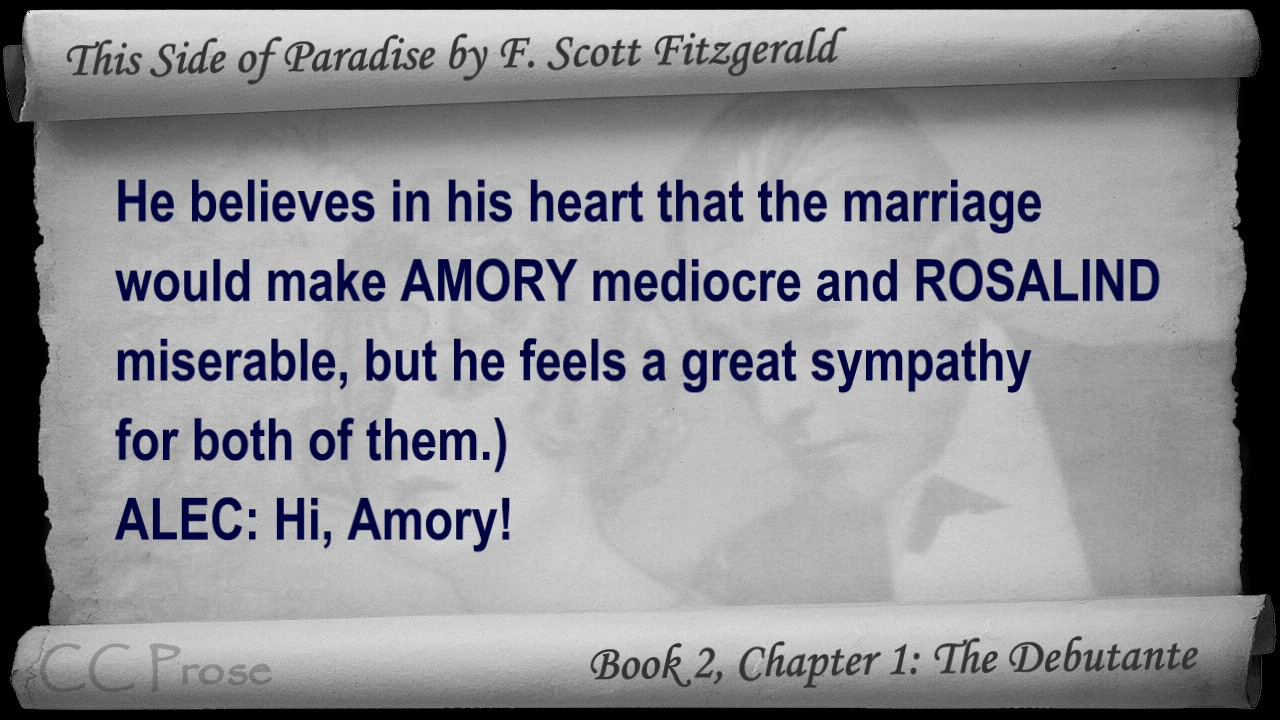 This Side of Paradise by F. Scott Fitzgerald
He believes in his heart that the marriage
would make AMORY mediocre and ROSALIND
miserable, but he feels a great sympathy
for both of them.)
ALEC: Hi, Amory!
CC Prose
Book 2, Chapter 1: The Debutante